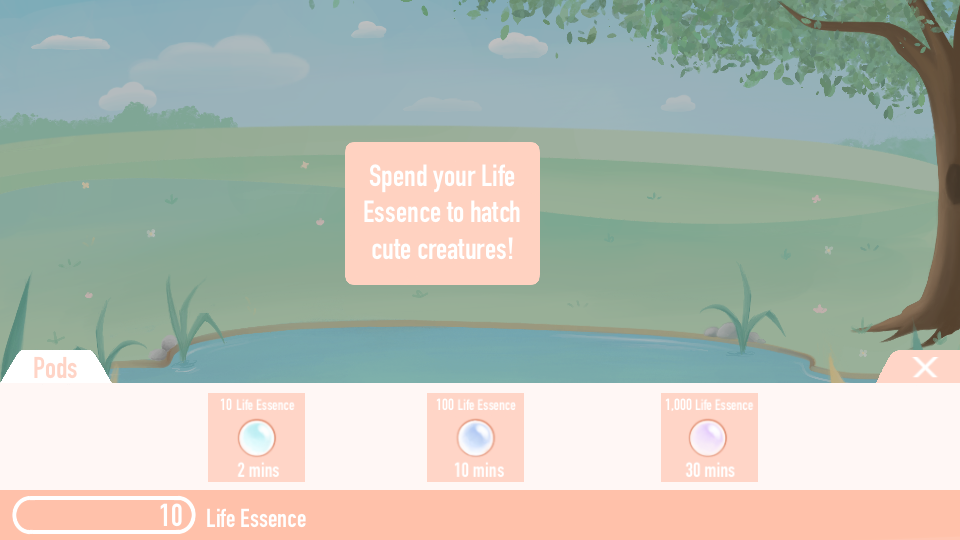 Spend your Life
Essence to hatch
cute creatures!
Pods
X
10 Life Essence
2 mins
100 Life Essence
10 mins
1,000 Life Essence
30 mins
10 Life Essence